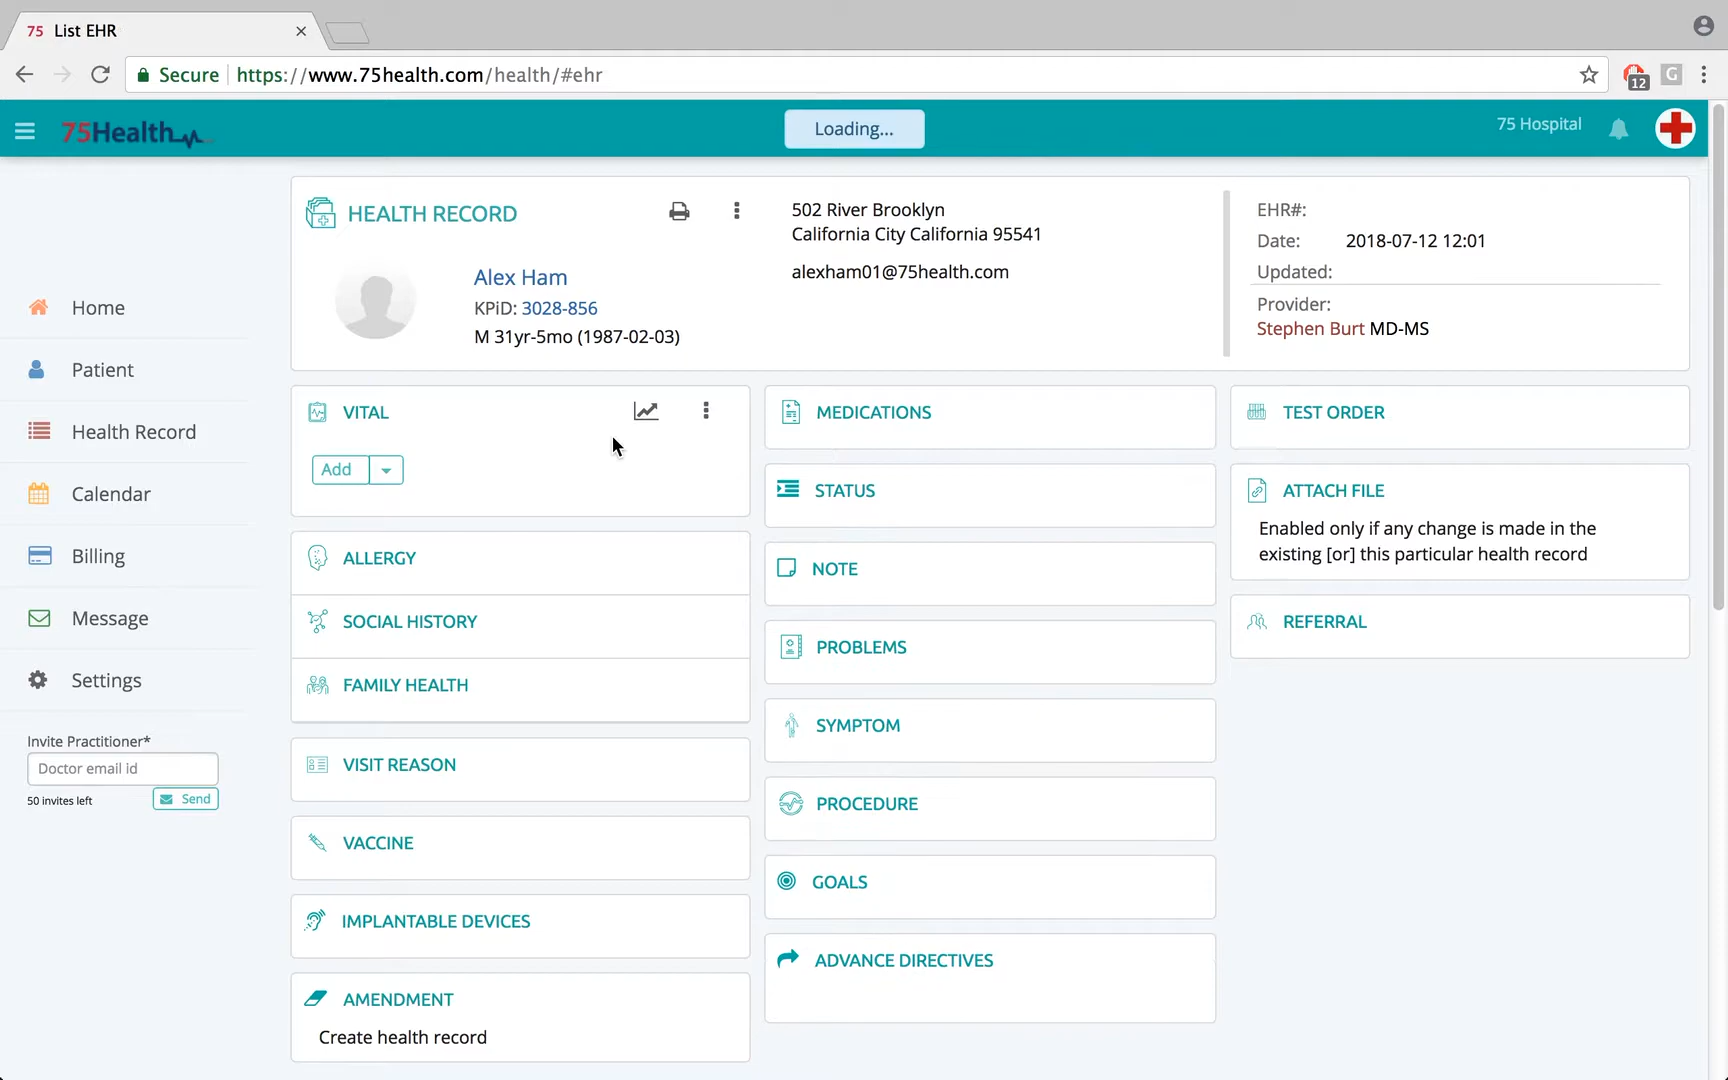 75 List EHR
Secure https://www.75health.com/health/#ehr
12
G
75Health
Loading...
75 Hospital
HEALTH RECORD
Alex Ham
KPiD: 3028-856
M 31yr-5mo (1987-02-03)
502 River Brooklyn
California City California 95541
alexham01@75health.com
EHR#:
Date: 2018-07-12 12:01
Updated:
Provider:
Stephen Burt MD-MS
Home
Patient
Health Record
Calendar
Billing
Message
Settings
Invite Practitioner*
Doctor email id
50 invites left
Send
VITAL
Add
ALLERGY
SOCIAL HISTORY
FAMILY HEALTH
VISIT REASON
VACCINE
IMPLANTABLE DEVICES
AMENDMENT
Create health record
MEDICATIONS
STATUS
NOTE
PROBLEMS
SYMPTOM
PROCEDURE
GOALS
ADVANCE DIRECTIVES
TEST ORDER
ATTACH FILE
Enabled only if any change is made in the
existing [or] this particular health record
REFERRAL